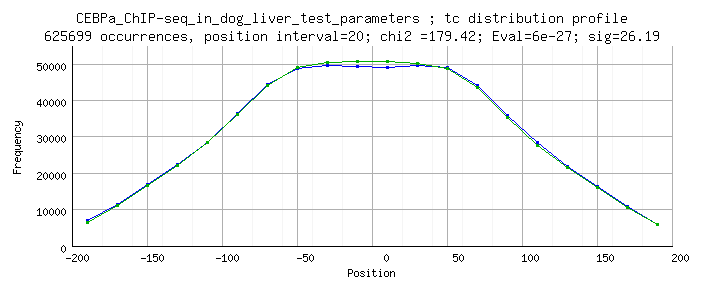 CEBPa_ChIP-seq_in_dog_liver_test_parameters ; tc distribution profile
625699 occurrences, position interval=20; chi2 =179.42; Eval=6e-27; sig=26.19
50000
40000
30000
20000
10000
0
Frequency
-200 -150 -100 -50 0 50 100 150 200
Position